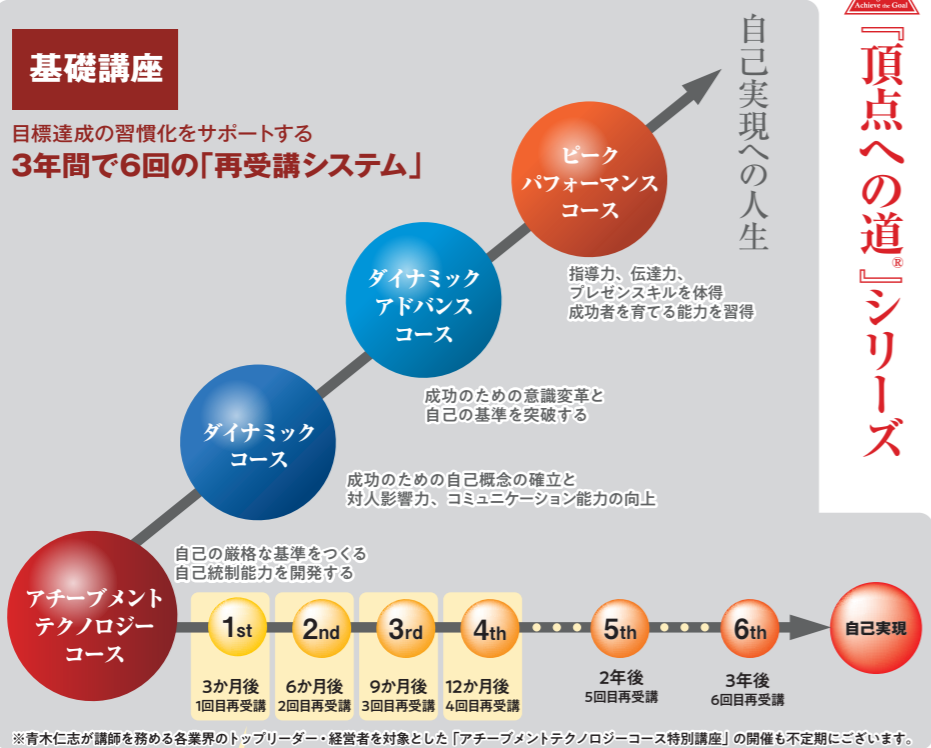 Achieve the Goal
『頂点への道®』シリーズ
基礎講座
目標達成の習慣化をサポートする
3年間で6回の「再受講システム」
自己実現への人生
ピーク
パフォーマンス
コース
指導力、伝達力、
プレゼンスキルを体得
成功者を育てる能力を習得
ダイナミック
アドバンス
コース
成功のための意識変革と
自己の基準を突破する
ダイナミック
コース
成功のための自己概念の確立と
対人影響力、コミュニケーション能力の向上
アチーブメント
テクノロジー
コース
自己の厳格な基準をつくる
自己統制能力を開発する
1st
3か月後
1回目再受講
2nd
6か月後
2回目再受講
3rd
9か月後
3回目再受講
4th
12か月後
4回目再受講
5th
2年後
5回目再受講
6th
3年後
6回目再受講
自己実現
※青木仁志が講師を務める各業界のトップリーダー・経営者を対象とした「アチーブメントテクノロジーコース特別講座」の開催も不定期にございます。